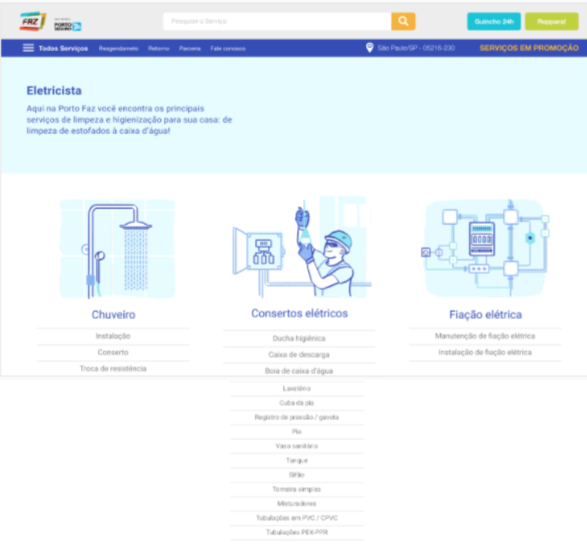 FAZ
PORTO SEGURO
Pesquise o Serviço
Guincho 24h
Repparal
Todos Serviços
Reagendamento
Retorno
Parceria
Fale conosco
São Paulo/SP - 05216-230
SERVIÇOS EM PROMOÇÃO
Eletricista
Aqui na Porto Faz você encontra os principais
serviços de limpeza e higienização para sua casa: de
limpeza de estofados à caixa d'água!
Chuveiro
Instalação
Conserto
Troca de resistência
Consertos elétricos
Ducha higiênica
Caixa de descarga
Boia de caixa d'água
Lavatório
Cuba da pia
Registro de pressão / gaveta
Pia
Vaso sanitário
Tanque
Sifão
Torneira simples
Misturadores
Tubulações em PVC / CPVC
Tubulações PEX-PPR
Fiação elétrica
Manutenção de fiação elétrica
Instalação de fiação elétrica